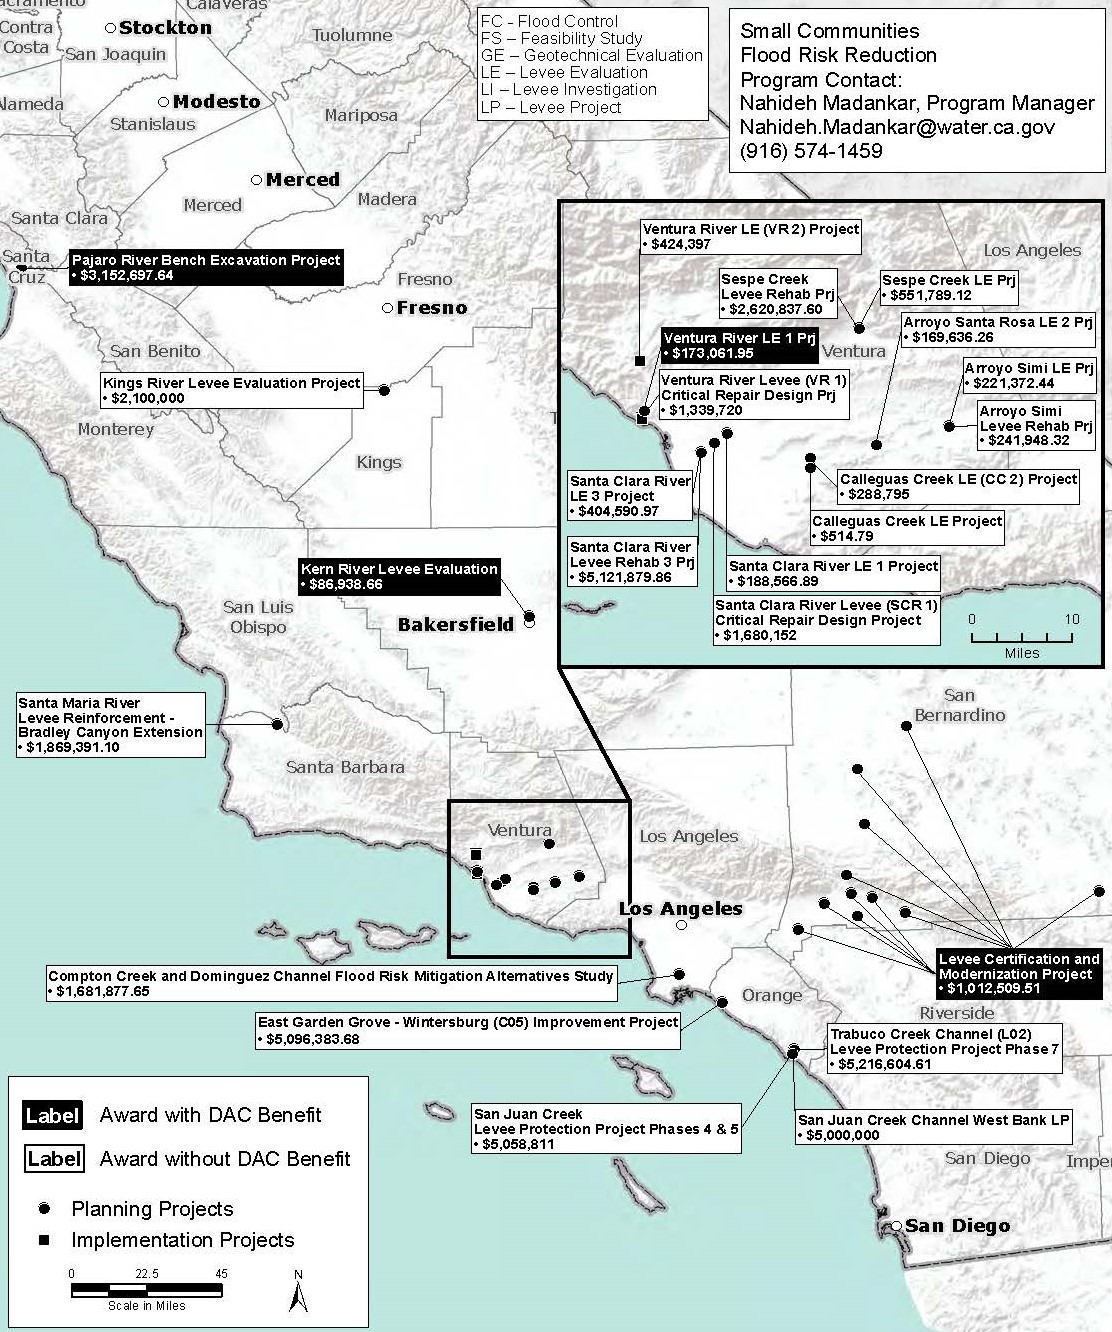 Calaveras
Contra
Costa
Stockton
San Joaquin
Tuolumne
Alameda
Modesto
Stanislaus
Mariposa
Merced
Merced
Madera
Santa Clara
Santa
Cruz
FC - Flood Control
FS – Feasibility Study
GE – Geotechnical Evaluation
LE – Levee Evaluation
LI – Levee Investigation
LP – Levee Project
Small Communities
Flood Risk Reduction
Program Contact:
Nahideh Madankar, Program Manager
Nahideh.Madankar@water.ca.gov
(916) 574-1459
Pajaro River Bench Excavation Project
• $3,152,697.64
Fresno
Fresno
San Benito
Kings River Levee Evaluation Project
• $2,100,000
Monterey
Kings
Kern River Levee Evaluation
• $86,938.66
San Luis
Obispo
Bakersfield
Ventura River LE (VR 2) Project
• $424,397
Los Angeles
Sespe Creek
Levee Rehab Prj
• $2,620,837.60
Sespe Creek LE Prj
• $551,789.12
Arroyo Santa Rosa LE 2 Prj
• $169,636.26
Ventura River LE 1 Prj
• $173,061.95
Ventura
Arroyo Simi LE Prj
• $221,372.44
Ventura River Levee (VR 1)
Critical Repair Design Prj
• $1,339,720
Arroyo Simi
Levee Rehab Prj
• $241,948.32
Santa Clara River
LE 3 Project
• $404,590.97
Calleguas Creek LE (CC 2) Project
• $288,795
Calleguas Creek LE Project
• $514.79
Santa Clara River
Levee Rehab 3 Prj
• $5,121,879.86
Santa Clara River LE 1 Project
• $188,566.89
Santa Clara River Levee (SCR 1)
Critical Repair Design Project
• $1,680,152
0 10
Miles
Santa Maria River
Levee Reinforcement -
Bradley Canyon Extension
• $1,869,391.10
Santa Barbara
San
Bernardino
Ventura
Los Angeles
Los Angeles
Compton Creek and Dominguez Channel Flood Risk Mitigation Alternatives Study
• $1,681,877.65
Levee Certification and
Modernization Project
• $1,012,509.51
Orange
Riverside
East Garden Grove - Wintersburg (C05) Improvement Project
• $5,096,383.68
Trabuco Creek Channel (L02)
Levee Protection Project Phase 7
• $5,216,604.61
San Juan Creek
Levee Protection Project Phases 4 & 5
• $5,058,811
San Juan Creek Channel West Bank LP
• $5,000,000
San Diego
San Diego
Label Award with DAC Benefit
Label Award without DAC Benefit
Planning Projects
Implementation Projects
0 22.5 45
Scale in Miles
N